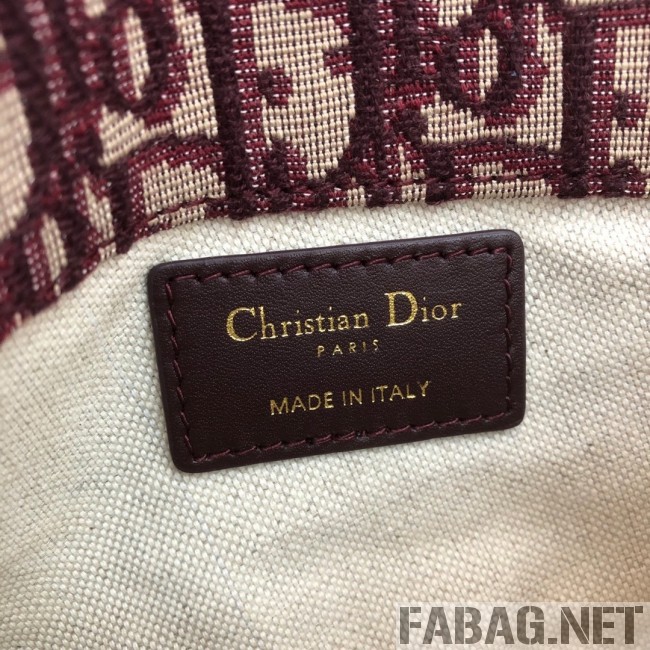 Christian Dior
PARIS
MADE IN ITALY
FABAG.NET